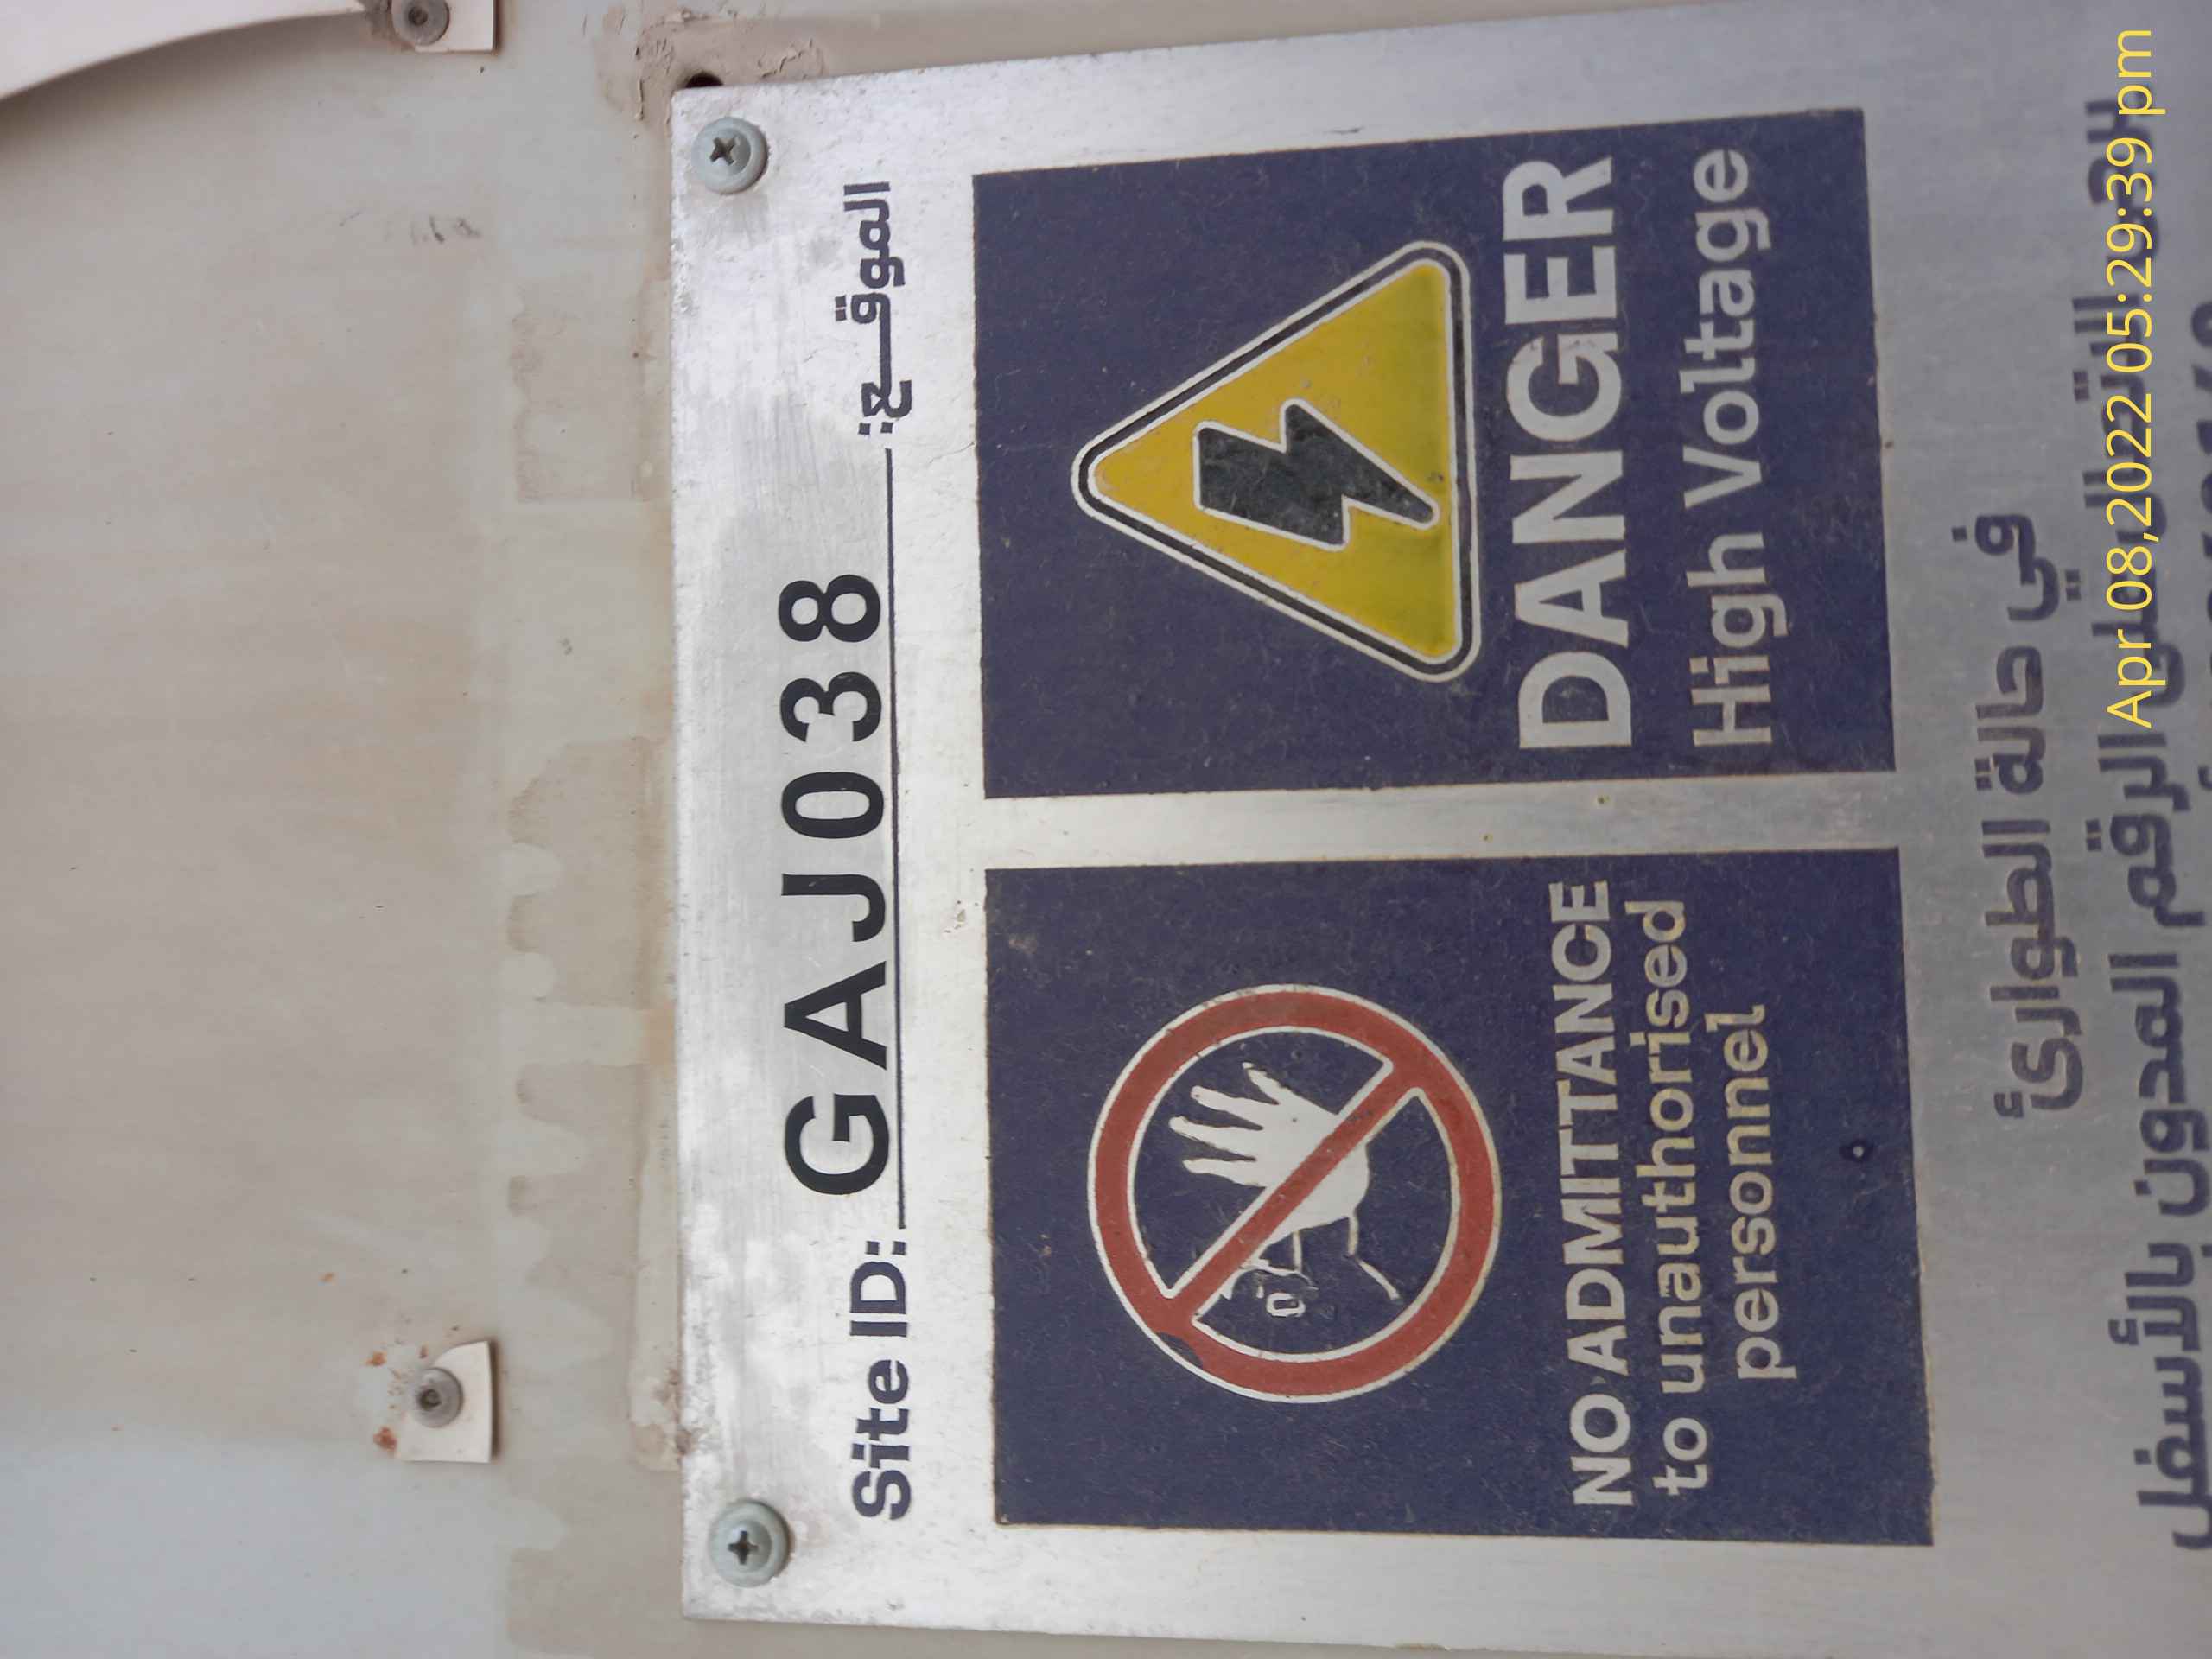 Site ID: GAJ038 الموقع:
NO ADMITTANCE
to unauthorised
personnel
DANGER
High Voltage
في حالة الطوارئ
الرقم المدون بالأسفل
Apr 08,2022 05:29:39 pm